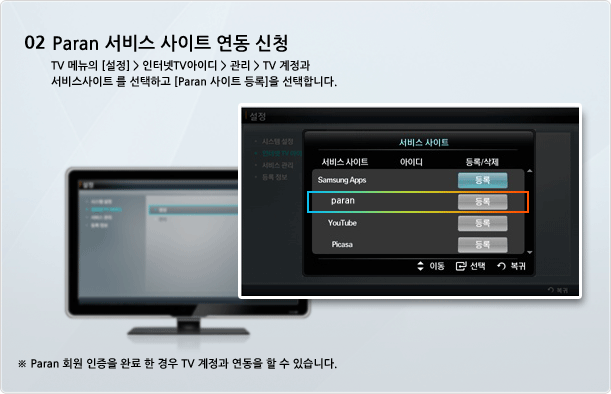 02 Paran 서비스 사이트 연동 신청
TV 메뉴의 [설정] > 인터넷TV아이디 > 관리 > TV 계정과
서비스사이트 를 선택하고 [Paran 사이트 등록]을 선택합니다.
설정
시스템 설정
서비스 관리
등록 정보
서비스 사이트
서비스 사이트 아이디 등록/삭제
Samsung Apps 등록
paran 등록
YouTube 등록
Picasa 등록
이동 선택 복귀
복귀
설정
※ Paran 회원 인증을 완료 한 경우 TV 계정과 연동을 할 수 있습니다.